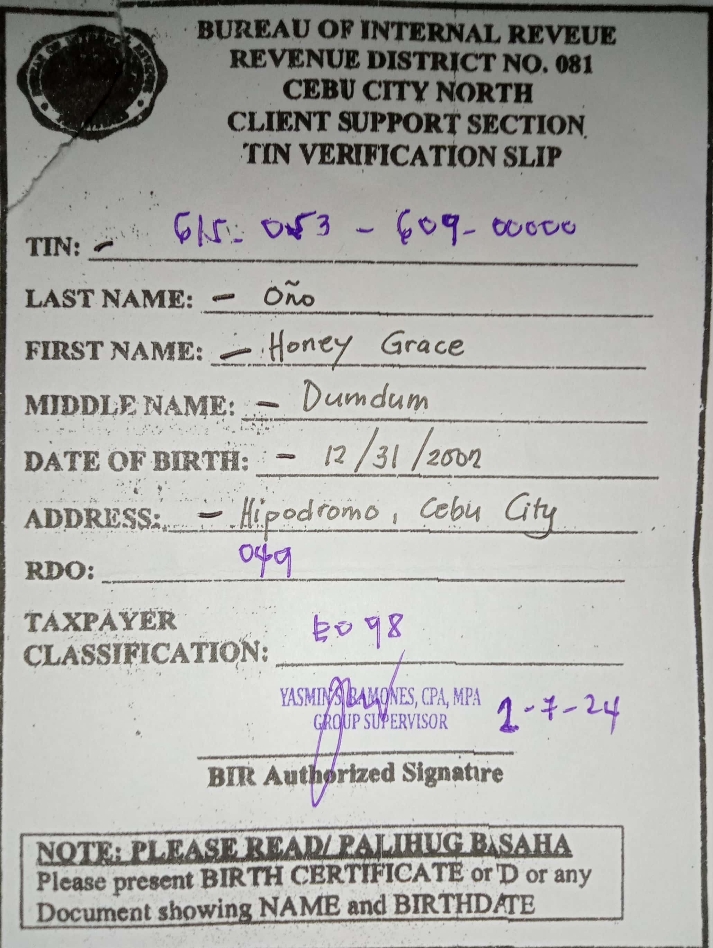 BUREAU OF INTERNAL REVEUE
REVENUE DISTRICT NO. 081
CEBU CITY NORTH
CLIENT SUPPORT SECTION
TIN VERIFICATION SLIP
TIN: - 615-053-609-00000
LAST NAME: - Oño
FIRST NAME: - Honey Grace
MIDDLE NAME: - Dumdum
DATE OF BIRTH: - 12/31/2002
ADDRESS: - Hipodromo, Cebu City
RDO: 049
TAXPAYER
CLASSIFICATION: EO 98
YASMIN S. RAMONES, CPA, MPA
GROUP SUPERVISOR
2-7-24
BIR Authorized Signatire
NOTE: PLEASE READ/ PALIHUG BASAHA
Please present BIRTH CERTIFICATE or D or any
Document showing NAME and BIRTHDATE